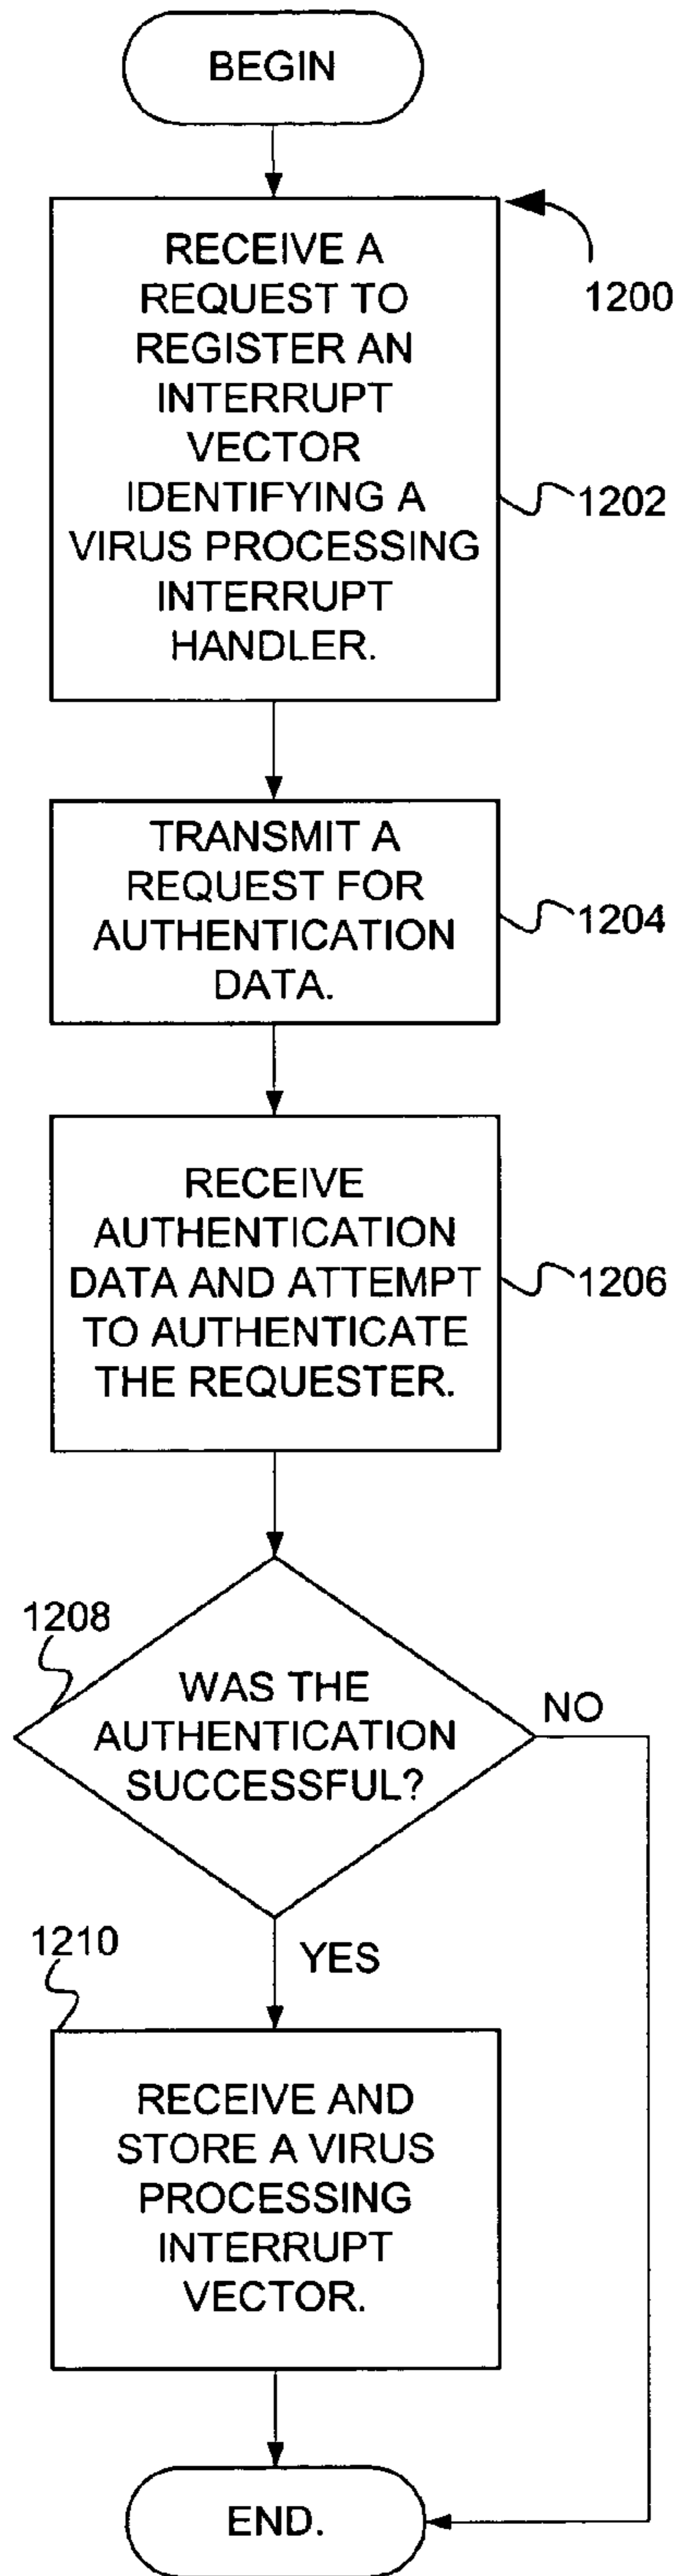 BEGIN
1200
RECEIVE A
REQUEST TO
REGISTER AN
INTERRUPT
VECTOR
IDENTIFYING A
VIRUS PROCESSING
INTERRUPT
HANDLER.
1202
TRANSMIT A
REQUEST FOR
AUTHENTICATION
DATA.
1204
RECEIVE
AUTHENTICATION
DATA AND ATTEMPT
TO AUTHENTICATE
THE REQUESTER.
1206
1208
WAS THE
AUTHENTICATION
SUCCESSFUL?
NO
YES
1210
RECEIVE AND
STORE A VIRUS
PROCESSING
INTERRUPT
VECTOR.
END.